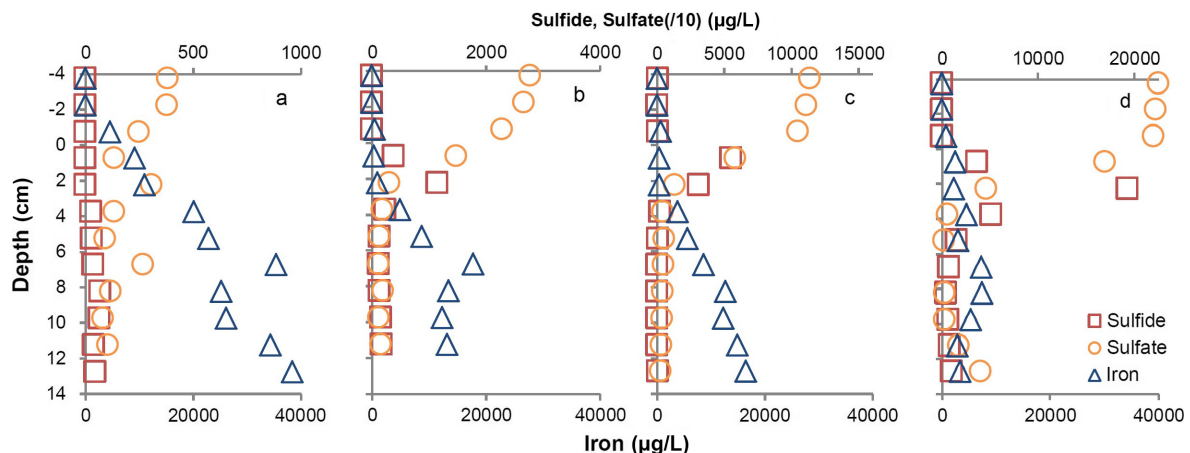 Sulfide, Sulfate(/10) (µg/L)
0 500 1000
0 2000 4000
0 5000 10000 15000
0 10000 20000
Depth (cm)
-4
-2
0
2
4
6
8
10
12
14
a
b
c
d
Sulfide
Sulfate
Iron
0 20000 40000
0 20000 40000
0 20000 40000
0 20000 40000
Iron (µg/L)